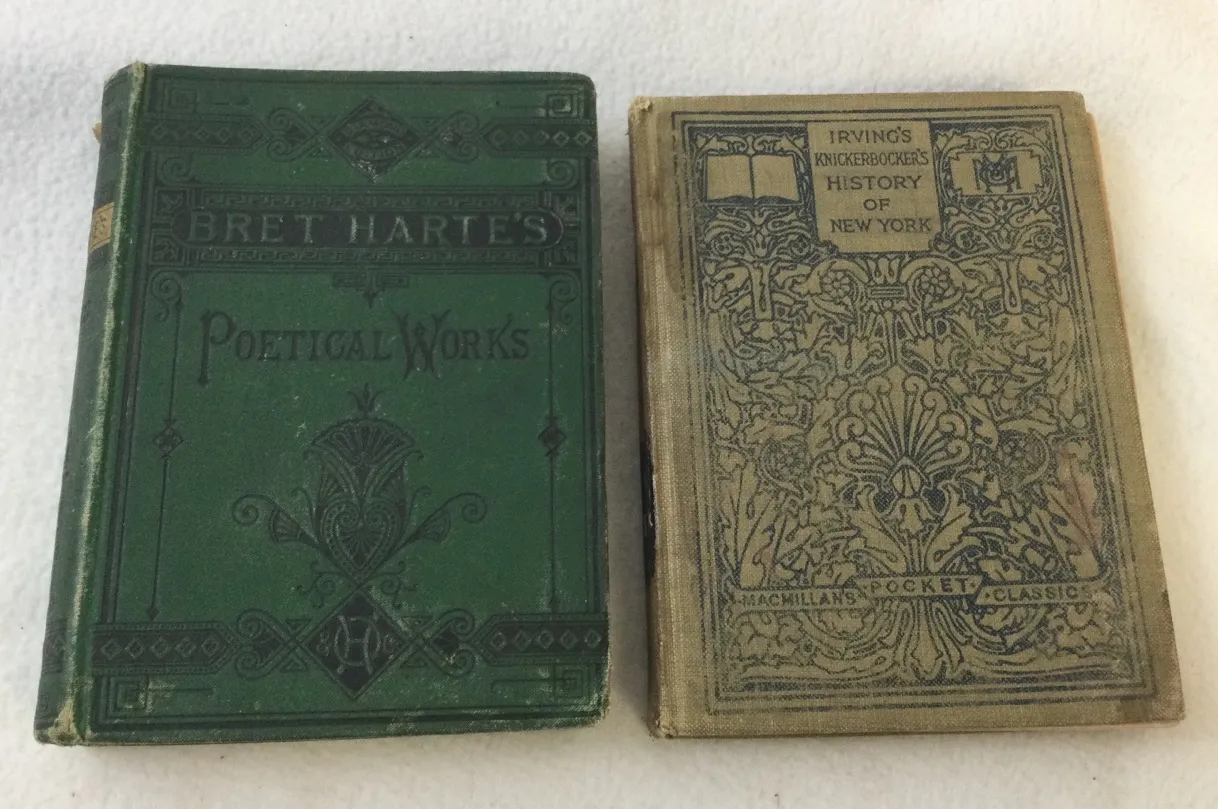 BRET HARTE'S
POETICAL WORKS
IRVING'S
KNICKERBOCKER'S
HISTORY
OF
NEW YORK
MACMILLAN'S POCKET CLASSICS